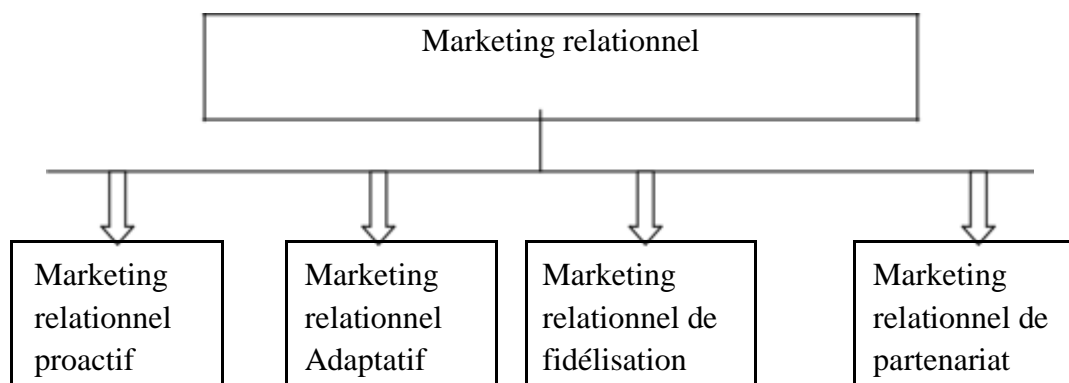 Marketing relationnel
Marketing
relationnel
proactif
Marketing
relationnel
Adaptatif
Marketing
relationnel de
fidélisation
Marketing
relationnel de
partenariat